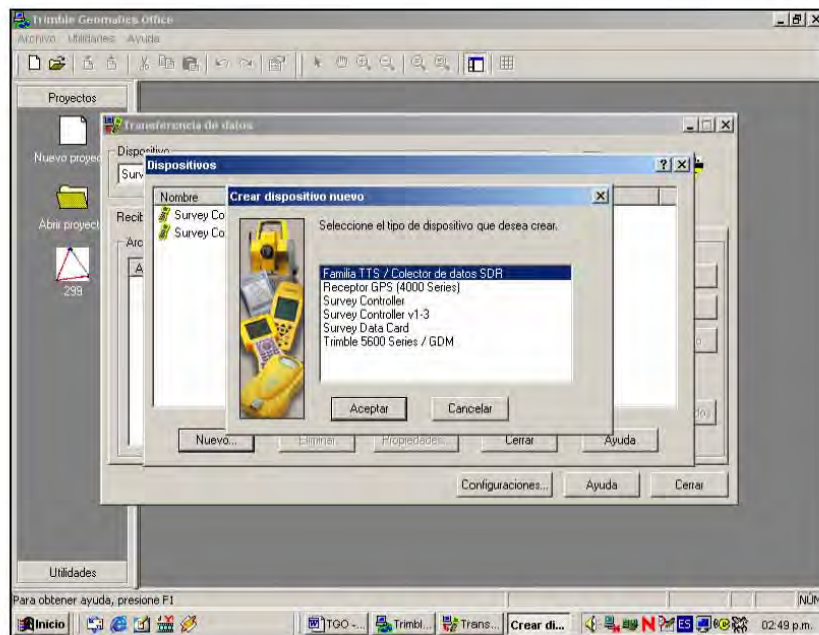 Trimble Geomatics Office
Archivo Utilidades Ayuda
Proyectos
Nuevo proyec
Abrir proyect
299
Utilidades
Transferencia de datos
Dispositivo
Surv
Recib
Arc
A
Dispositivos
Nombre
Survey Co
Survey Co
Crear dispositivo nuevo
Seleccione el tipo de dispositivo que desea crear.
Familia TTS / Colector de datos SDR
Receptor GPS (4000 Series)
Survey Controller
Survey Controller v1-3
Survey Data Card
Trimble 5600 Series / GDM
Aceptar Cancelar
Nuevo... Eliminar Propiedades... Cerrar Ayuda
Configuraciones... Ayuda Cerrar
Para obtener ayuda, presione F1
NÚM
Inicio TGO -... Trimbl... Trans... Crear di... ES 02:49 p.m.